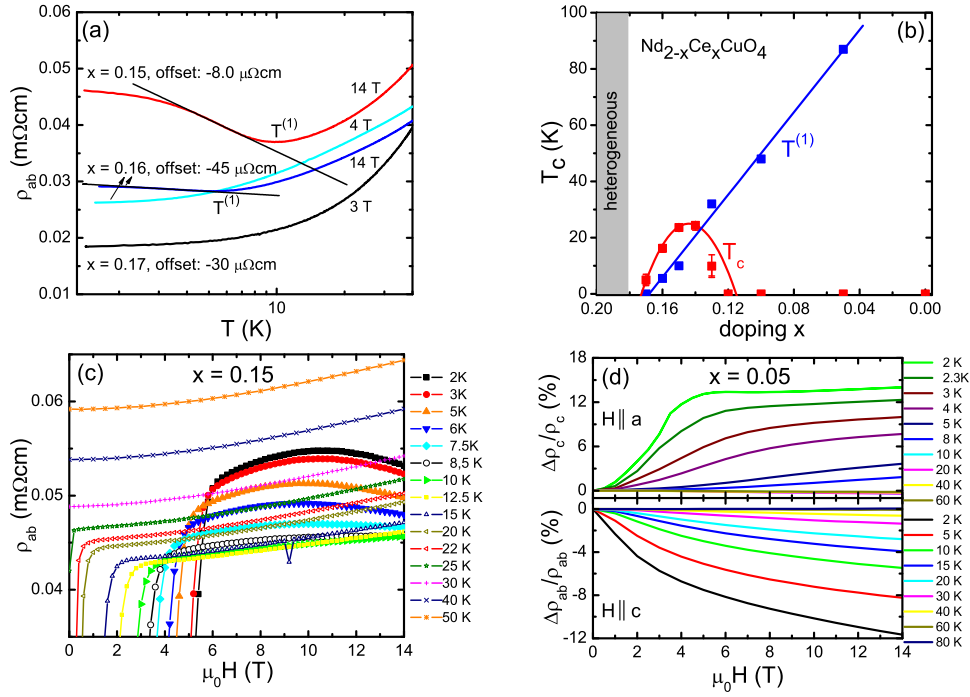 (a)
x = 0.15, offset: -8.0 μΩcm
14 T
T(1)
4 T
x = 0.16, offset: -45 μΩcm
14 T
T(1)
3 T
x = 0.17, offset: -30 μΩcm
0.06
0.05
0.04
0.03
0.02
0.01
ρab (mΩcm)
10
T (K)
(b)
Nd2-xCexCuO4
heterogeneous
T(1)
Tc
100
80
60
40
20
0
TC (K)
0.20 0.16 0.12 0.08 0.04 0.00
doping x
(c)
x = 0.15
0.06
0.05
0.04
ρab (mΩcm)
0 2 4 6 8 10 12 14
μ0H (T)
2K
3K
5K
6K
7.5K
8,5 K
10 K
12.5 K
15 K
20 K
22 K
25 K
30 K
40 K
50 K
(d)
x = 0.05
H|| a
18
12
6
0
Δρc/ρc (%)
2 K
2.3K
3 K
4 K
5 K
8 K
10 K
20 K
40 K
60 K
H|| c
0
-4
-8
-12
Δρab/ρab (%)
2 K
5 K
10 K
15 K
20 K
30 K
40 K
60 K
80 K
0 2 4 6 8 10 12 14
μ0H (T)